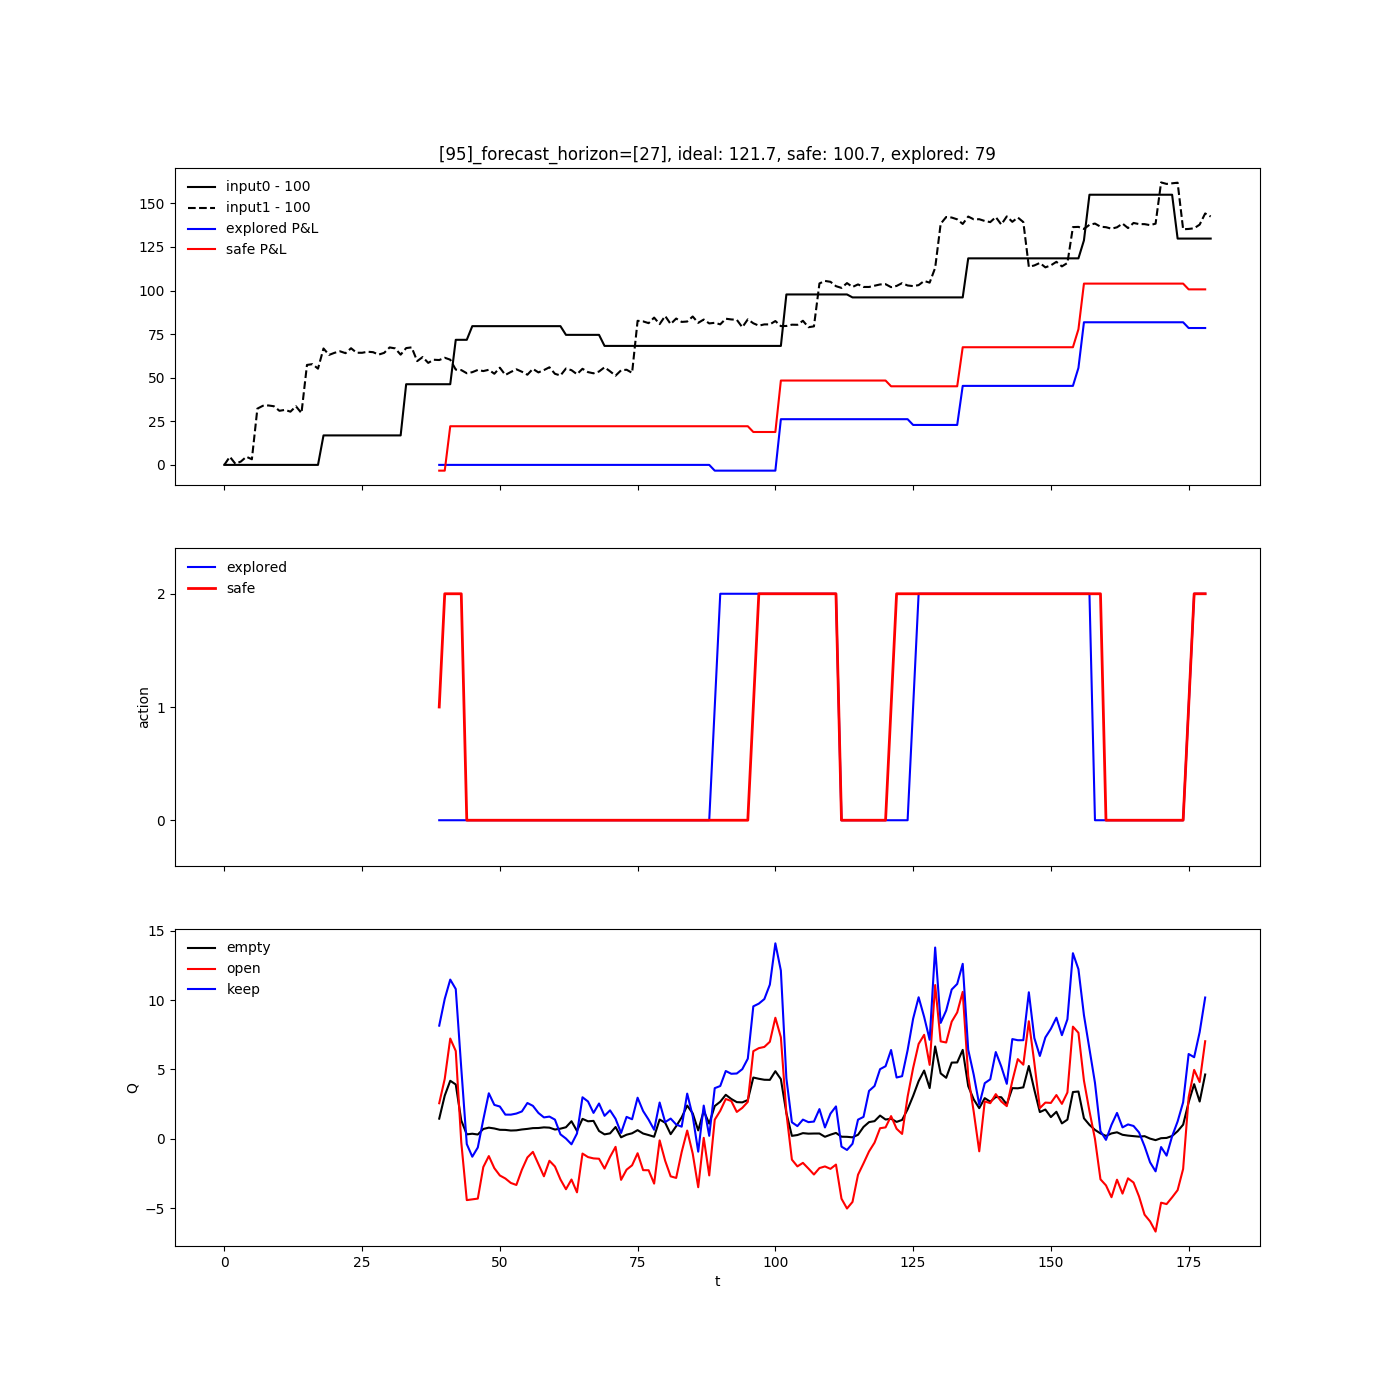 [95]_forecast_horizon=[27], ideal: 121.7, safe: 100.7, explored: 79
input0 - 100
input1 - 100
explored P&L
safe P&L
150
125
100
75
50
25
0
explored
safe
2
1
0
action
empty
open
keep
15
10
5
0
−5
Q
0 25 50 75 100 125 150 175
t